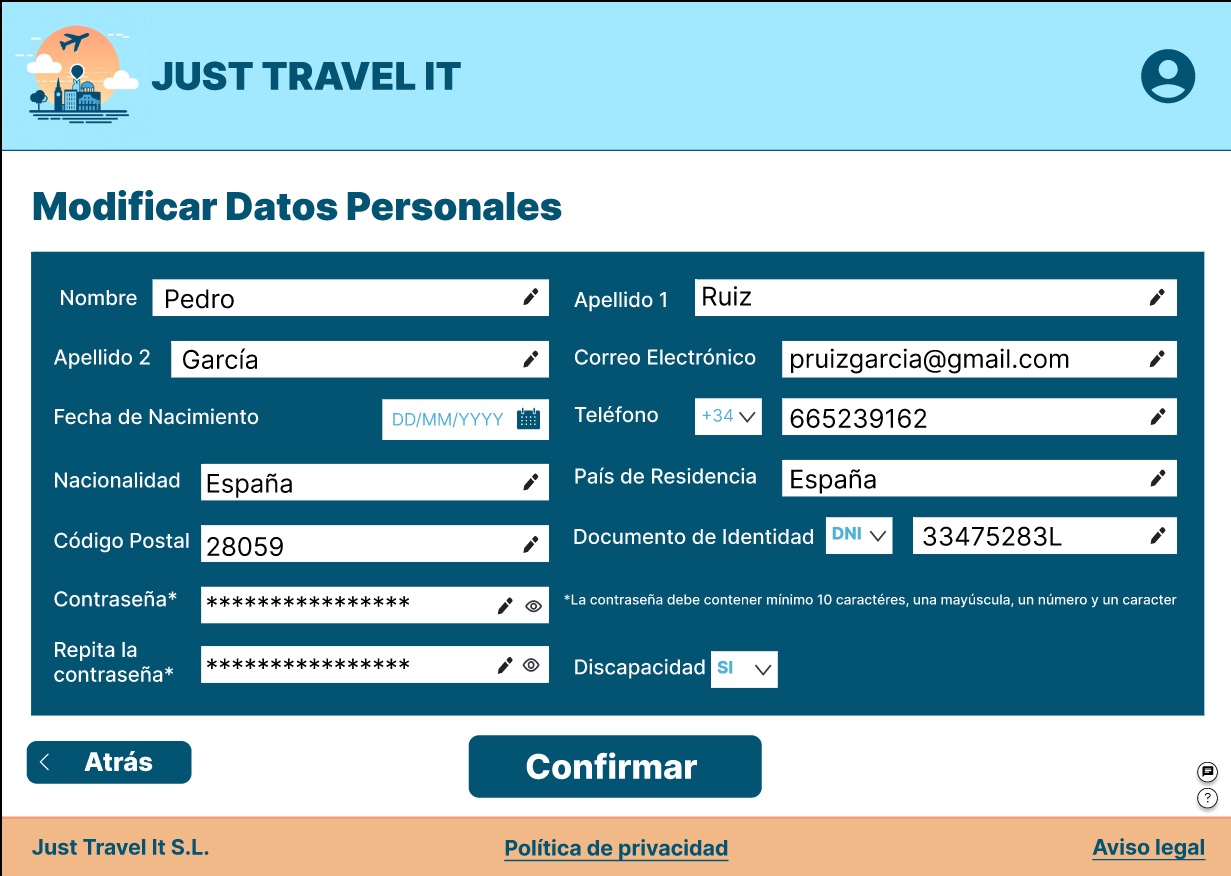 JUST TRAVEL IT
Modificar Datos Personales
Nombre Pedro
Apellido 1 Ruiz
Apellido 2 García
Correo Electrónico pruizgarcia@gmail.com
Fecha de Nacimiento DD/MM/YYYY
Teléfono +34 665239162
Nacionalidad España
País de Residencia España
Código Postal 28059
Documento de Identidad DNI 33475283L
Contraseña* ****************
*La contraseña debe contener mínimo 10 caractéres, una mayúscula, un número y un caracter
Repita la
contraseña* ****************
Discapacidad SI
Atrás
Confirmar
?
Just Travel It S.L.
Política de privacidad
Aviso legal